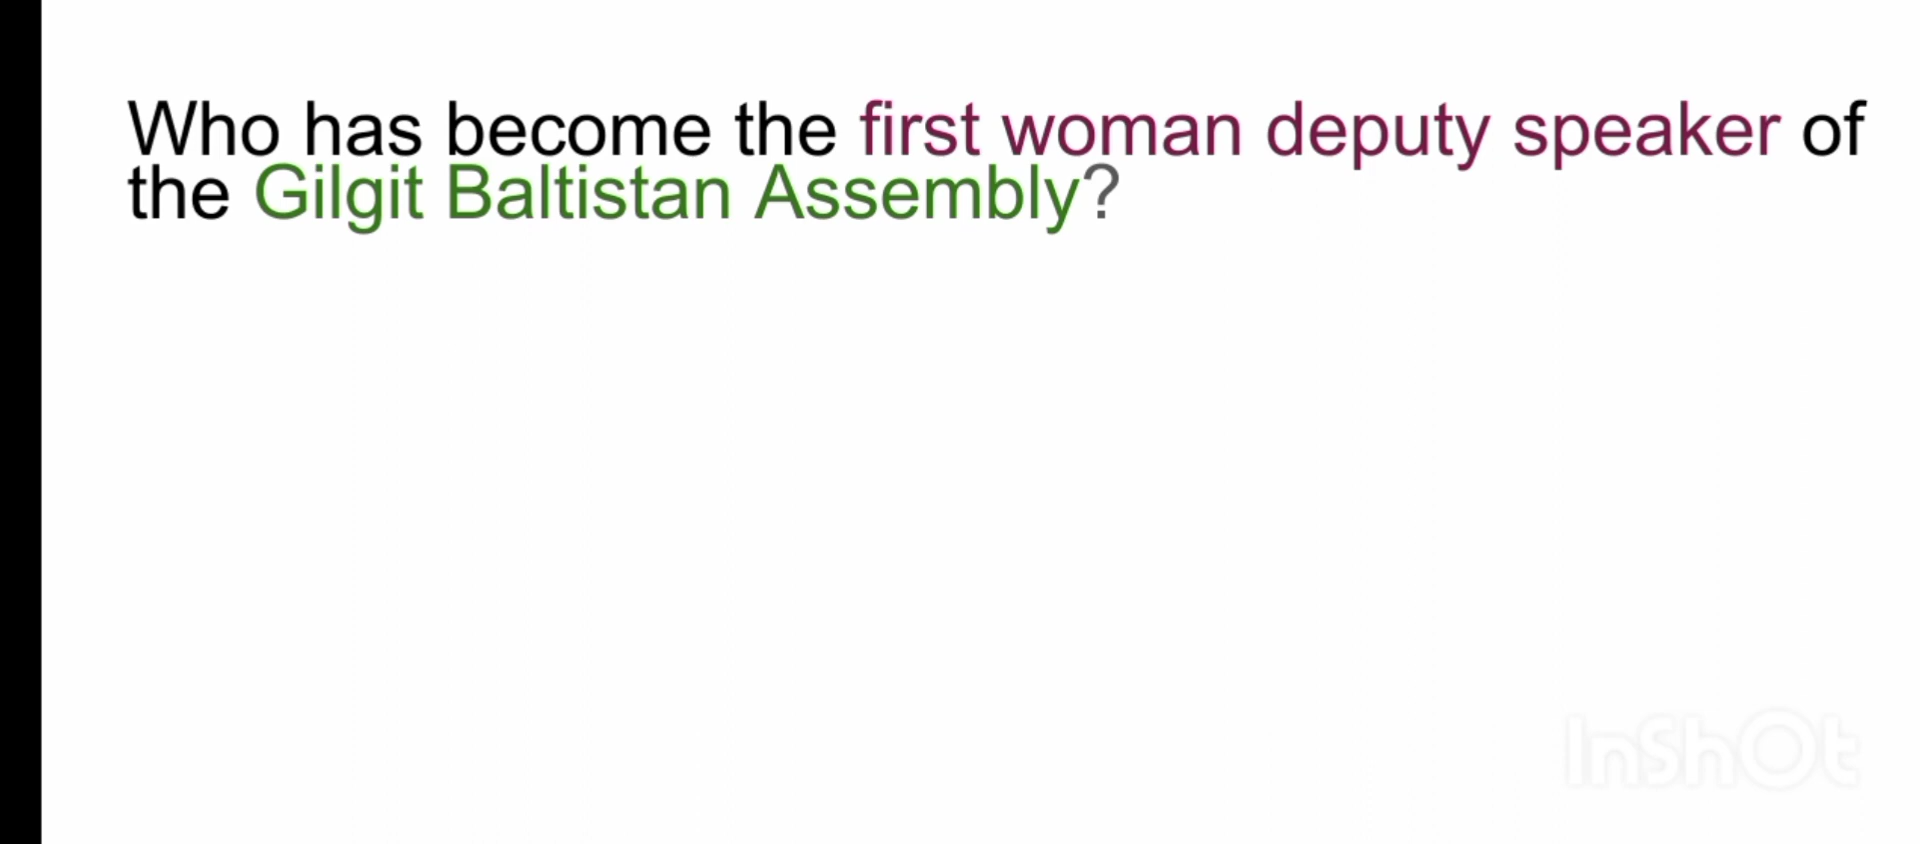 Who has become the first woman deputy speaker of
the Gilgit Baltistan Assembly?
InShOt